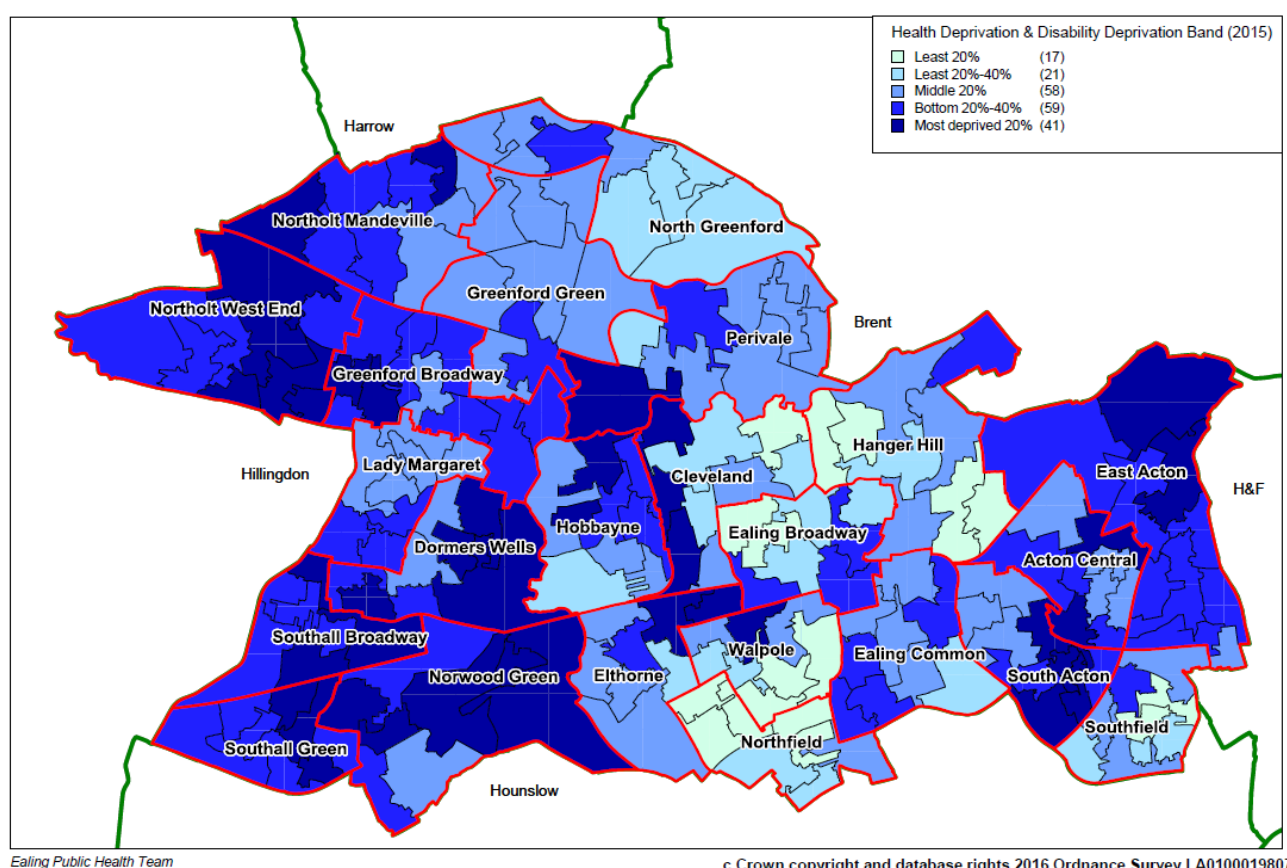 Health Deprivation & Disability Deprivation Band (2015)
Least 20% (17)
Least 20%-40% (21)
Middle 20% (58)
Bottom 20%-40% (59)
Most deprived 20% (41)
Harrow
Northolt Mandeville
North Greenford
Greenford Green
Northolt West End
Brent
Perivale
Greenford Broadway
Hanger Hill
Lady Margaret
Hillingdon
Cleveland
East Acton
H&F
Hobbayne
Ealing Broadway
Dormers Wells
Acton Central
Southall Broadway
Walpole
Ealing Common
Norwood Green
Elthorne
South Acton
Southfield
Southall Green
Northfield
Hounslow
Ealing Public Health Team
c Crown copyright and database rights 2016 Ordnance Survey LA010001980